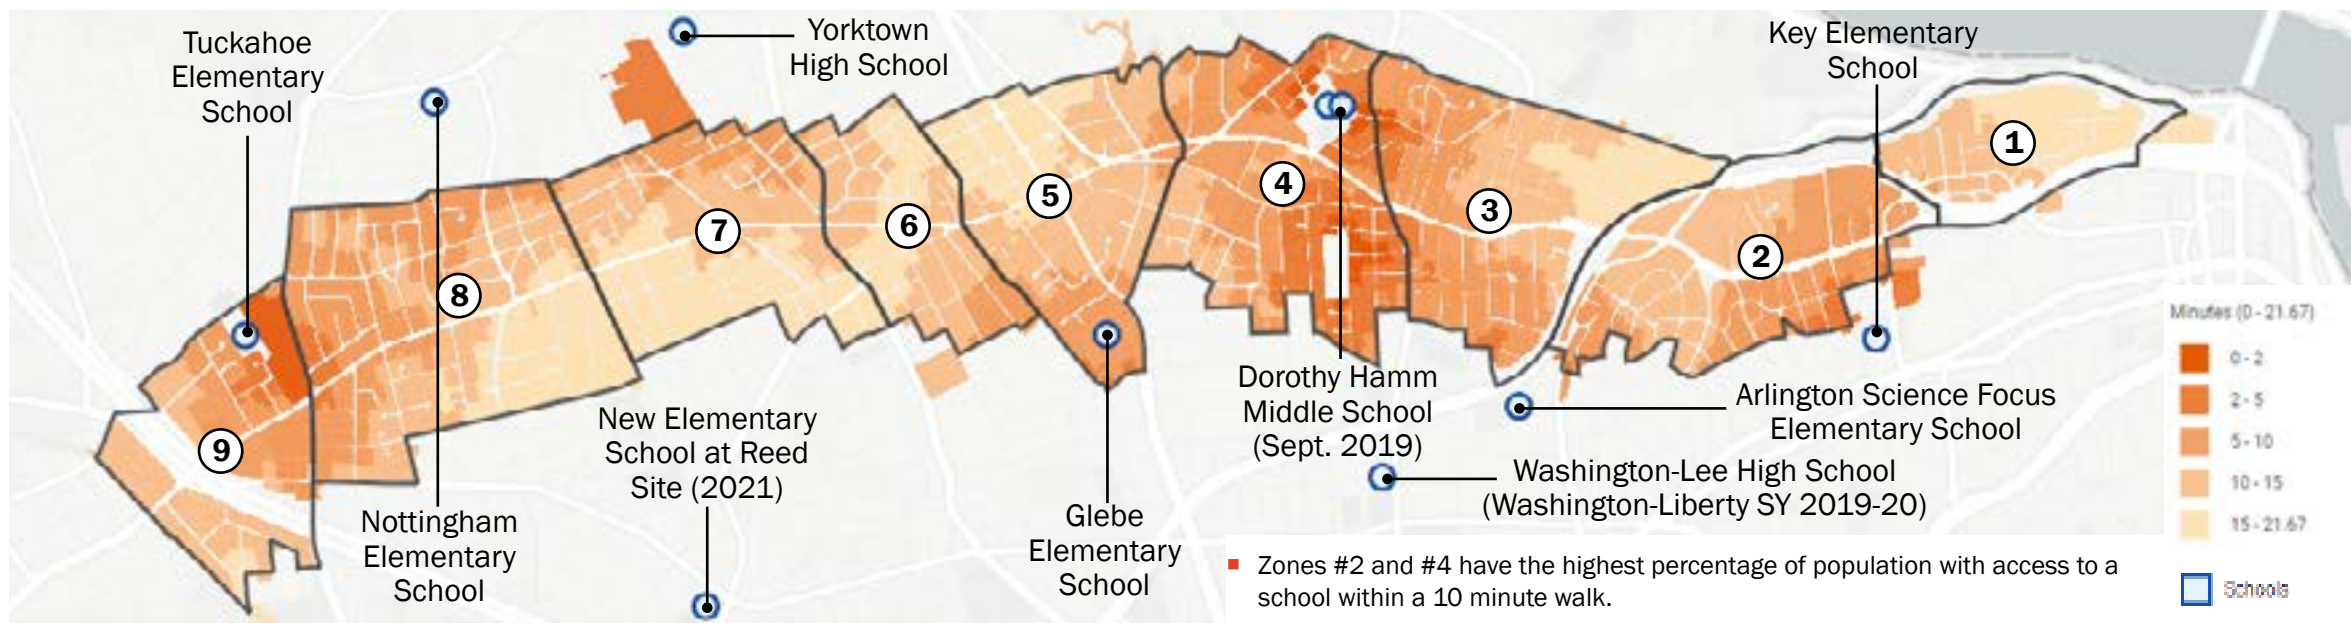 Tuckahoe
Elementary
School
Yorktown
High School
Key Elementary
School
1
2
3
4
5
6
7
8
9
Minutes (0 - 21.67)
0 - 2
2 - 5
5 - 10
10 - 15
15 - 21.67
Schools
Dorothy Hamm
Middle School
(Sept. 2019)
Arlington Science Focus
Elementary School
New Elementary
School at Reed
Site (2021)
Washington-Lee High School
(Washington-Liberty SY 2019-20)
Nottingham
Elementary
School
Glebe
Elementary
School
Zones #2 and #4 have the highest percentage of population with access to a
school within a 10 minute walk.